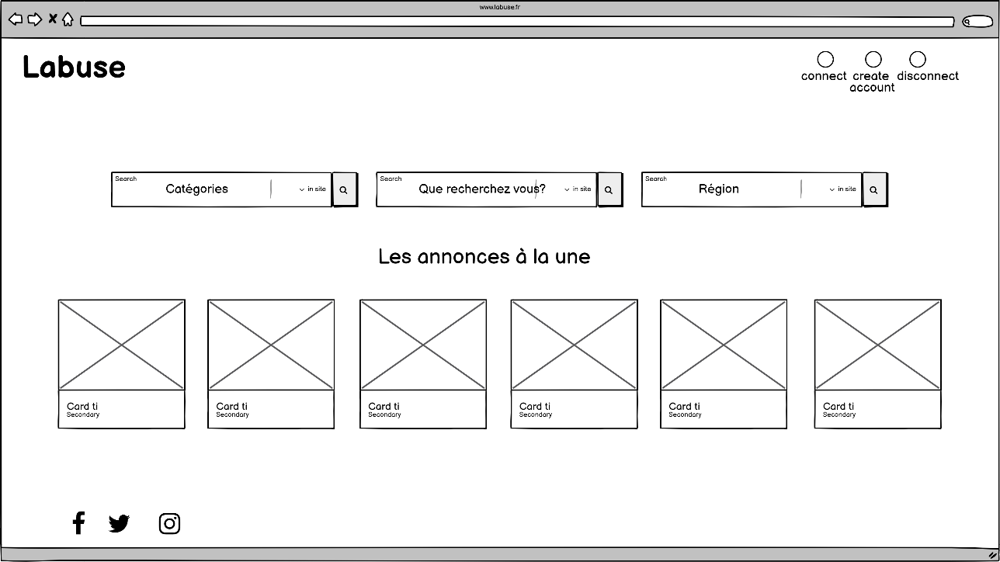 www.labuse.fr
Labuse
connect
create
account
disconnect
Search
Catégories
in site
Search
Que recherchez vous?
in site
Search
Région
in site
Les annonces à la une
Card ti
Secondary
Card ti
Secondary
Card ti
Secondary
Card ti
Secondary
Card ti
Secondary
Card ti
Secondary